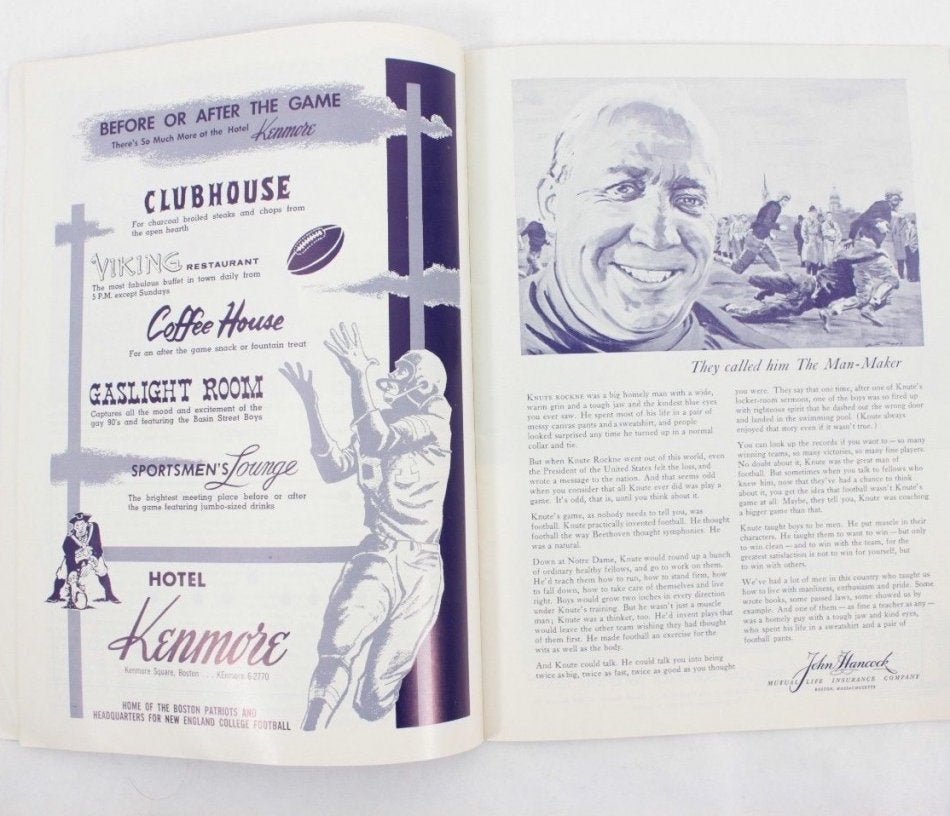 BEFORE OR AFTER THE GAME
There's So Much More at the Hotel Kenmore
CLUBHOUSE
For charcoal broiled steaks and chops from
the open hearth
VIKING RESTAURANT
The most fabulous buffet in town daily from
5 P.M. except Sundays
Coffee House
For an after the game snack or fountain treat
GASLIGHT ROOM
Captures all the mood and excitement of the
gay 90's and featuring the Basin Street Boys
SPORTSMEN'S Lounge
The brightest meeting place before or after
the game featuring jumbo-sized drinks
HOTEL
Kenmore
Kenmore Square, Boston . . . KEnmore 6-2770
HOME OF THE BOSTON PATRIOTS AND
HEADQUARTERS FOR NEW ENGLAND COLLEGE FOOTBALL
They called him The Man-Maker
KNUTE ROCKNE was a big homely man with a wide,
warm grin and a tough jaw and the kindest blue eyes
you ever saw. He spent most of his life in a pair of
messy canvas pants and a sweatshirt, and people
looked surprised any time he turned up in a normal
collar and tie.
But when Knute Rockne went out of this world, even
the President of the United States felt the loss, and
wrote a message to the nation. And that seems odd
when you consider that all Knute ever did was play a
game. It's odd, that is, until you think about it.
Knute's game, as nobody needs to tell you, was
football. Knute practically invented football. He thought
football the way Beethoven thought symphonies. He
was a natural.
Down at Notre Dame, Knute would round up a bunch
of ordinary healthy fellows, and go to work on them.
He'd teach them how to run, how to stand firm, how
to fall down, how to take care of themselves and live
right. Boys would grow two inches in every direction
under Knute's training. But he wasn't just a muscle
man; Knute was a thinker, too. He'd invent plays that
would leave the other team wishing they had thought
of them first. He made football an exercise for the
wits as well as the body.
And Knute could talk. He could talk you into being
twice as big, twice as fast, twice as good as you thought
you were. They say that one time, after one of Knute's
locker-room sermons, one of the boys was so fired up
with righteous spirit that he dashed out the wrong door
and landed in the swimming pool. (Knute always
enjoyed that story even if it wasn't true.)
You can look up the records if you want to — so many
winning teams, so many victories, so many fine players.
No doubt about it, Knute was the great man of
football. But sometimes when you talk to fellows who
knew him, now that they've had a chance to think
about it, you get the idea that football wasn't Knute's
game at all. Maybe, they tell you, Knute was coaching
a bigger game than that.
Knute taught boys to be men. He put muscle in their
characters. He taught them to want to win — but only
to win clean — and to win with the team, for the
greatest satisfaction is not to win for yourself, but
to win with others.
We've had a lot of men in this country who taught us
how to live with manliness, enthusiasm and pride. Some
wrote books, some passed laws, some showed us by
example. And one of them — as fine a teacher as any —
was a homely guy with a tough jaw and kind eyes,
who spent his life in a sweatshirt and a pair of
football pants.
John Hancock
MUTUAL LIFE INSURANCE COMPANY
BOSTON, MASSACHUSETTS